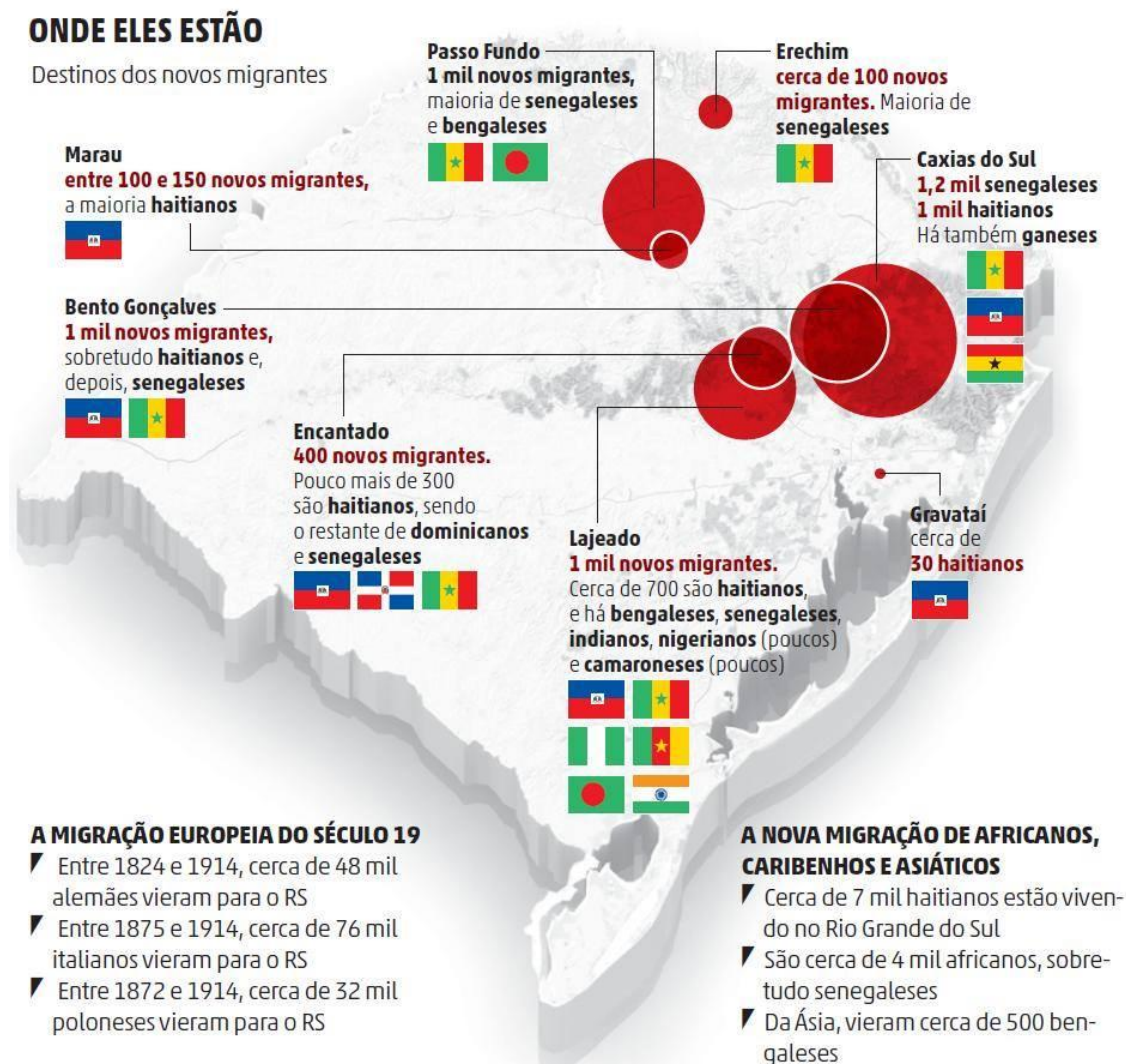 ONDE ELES ESTÃO
Destinos dos novos migrantes
Passo Fundo
1 mil novos migrantes,
maioria de senegaleses
e bengaleses
Erechim
cerca de 100 novos
migrantes. Maioria de
senegaleses
Marau
entre 100 e 150 novos migrantes,
a maioria haitianos
Caxias do Sul
1,2 mil senegaleses
1 mil haitianos
Há também ganeses
Bento Gonçalves
1 mil novos migrantes,
sobretudo haitianos e,
depois, senegaleses
Encantado
400 novos migrantes.
Pouco mais de 300
são haitianos, sendo
o restante de dominicanos
e senegaleses
Lajeado
1 mil novos migrantes.
Cerca de 700 são haitianos,
e há bengaleses, senegaleses,
indianos, nigerianos (poucos)
e camaroneses (poucos)
Gravataí
cerca de
30 haitianos
A MIGRAÇÃO EUROPEIA DO SÉCULO 19
Entre 1824 e 1914, cerca de 48 mil
alemães vieram para o RS
Entre 1875 e 1914, cerca de 76 mil
italianos vieram para o RS
Entre 1872 e 1914, cerca de 32 mil
poloneses vieram para o RS
A NOVA MIGRAÇÃO DE AFRICANOS,
CARIBENHOS E ASIÁTICOS
Cerca de 7 mil haitianos estão viven-
do no Rio Grande do Sul
São cerca de 4 mil africanos, sobre-
tudo senegaleses
Da Ásia, vieram cerca de 500 ben-
galeses